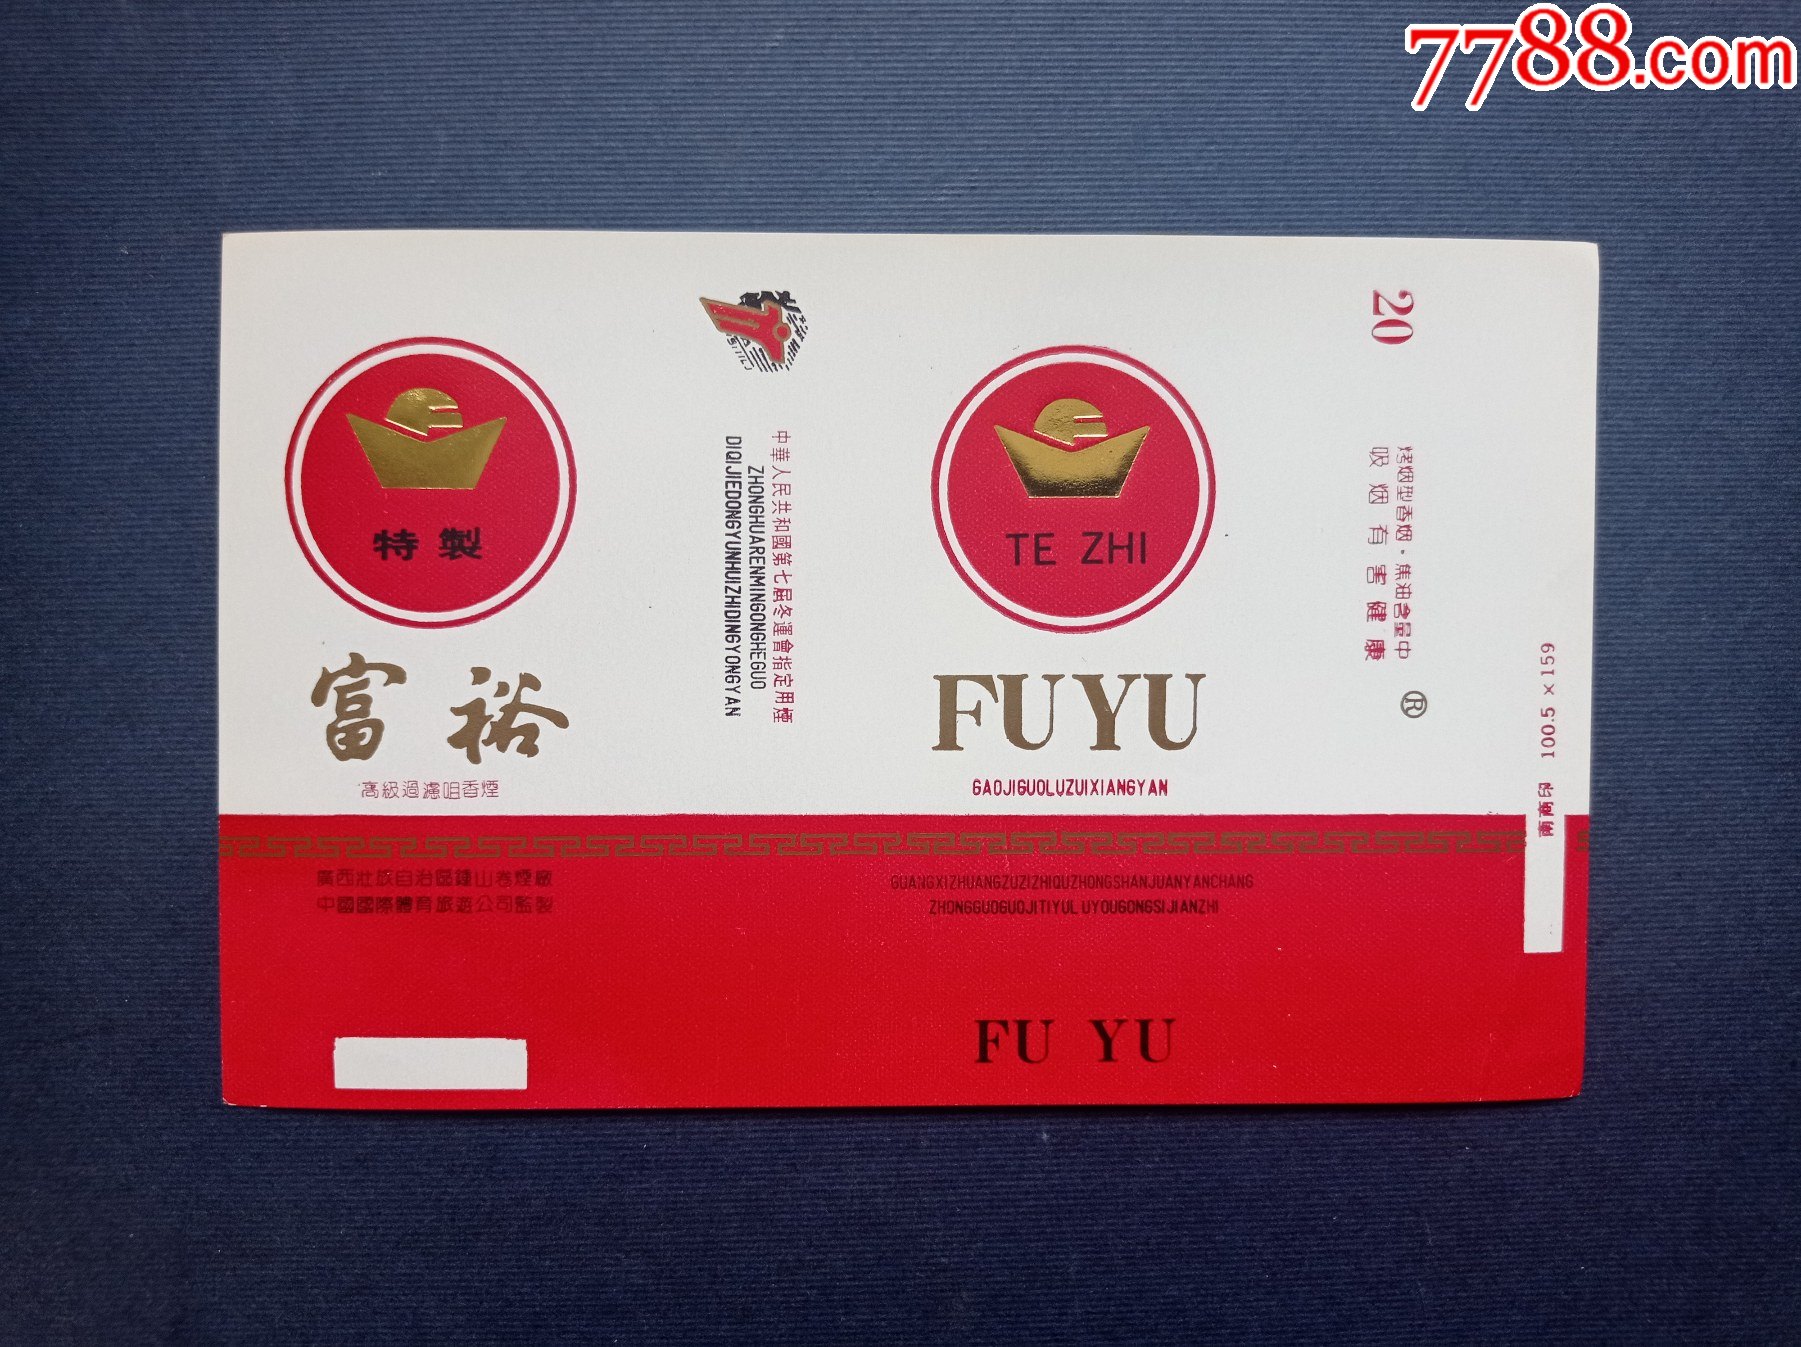 7788.com
特製
富裕
高級過濾咀香煙
廣西壯族自治區鍾山卷煙廠
中國國際體育旅遊公司監製
中華人民共和國第七屆冬運會指定用煙
ZHONGHUARENMINGONGHEGUO
DIQIJIEDONGYUNHUIZHIDINGYONGYAN
TE ZHI
FUYU
GAOJIGUOLUZUIXIANGYAN
GUANGXIZHUANGZUZIZHIQUZHONGSHANJUANYANCHANG
ZHONGGUOGUOJITIYULUYOUGONGSIJIANZHI
FU YU
20
烤烟型香烟·焦油含量中
吸烟有害健康
®
南南印 100.5×159